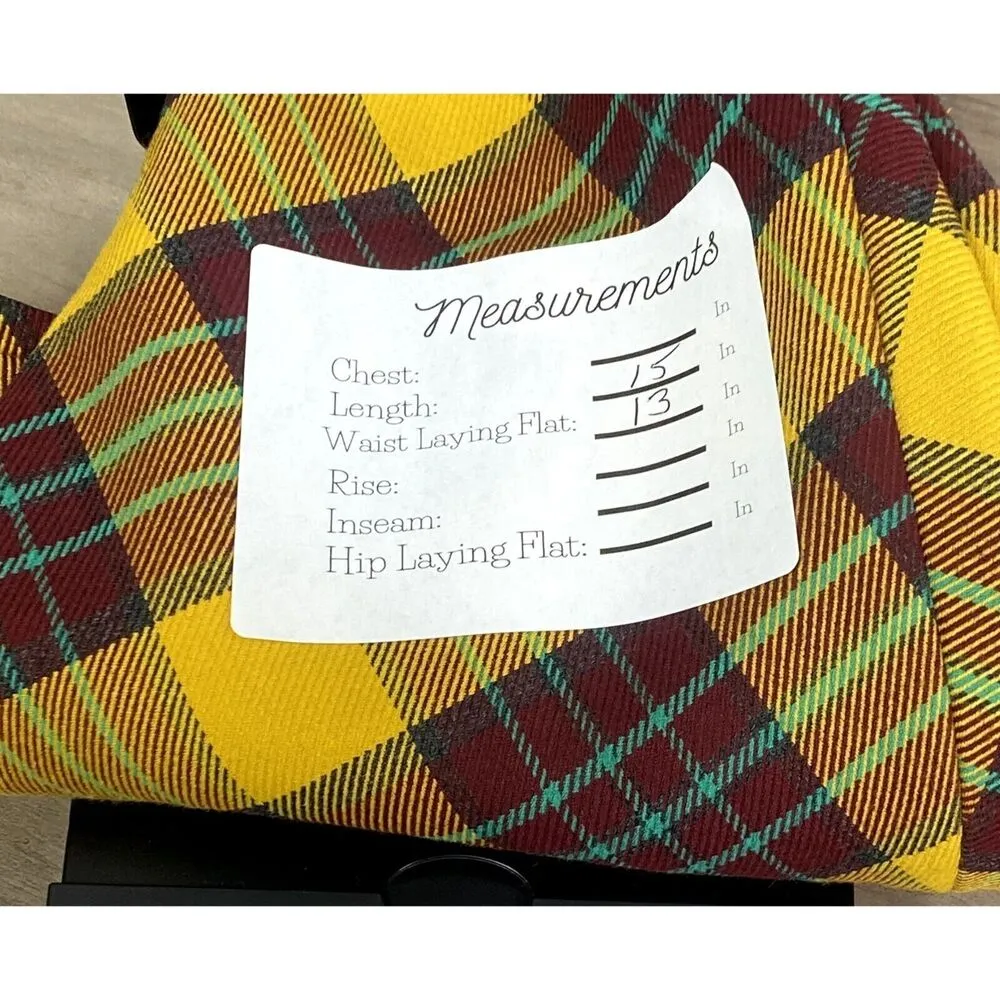 Measurements
Chest: In
Length: 15 In
Waist Laying Flat: 13 In
Rise: In
Inseam: In
Hip Laying Flat: In